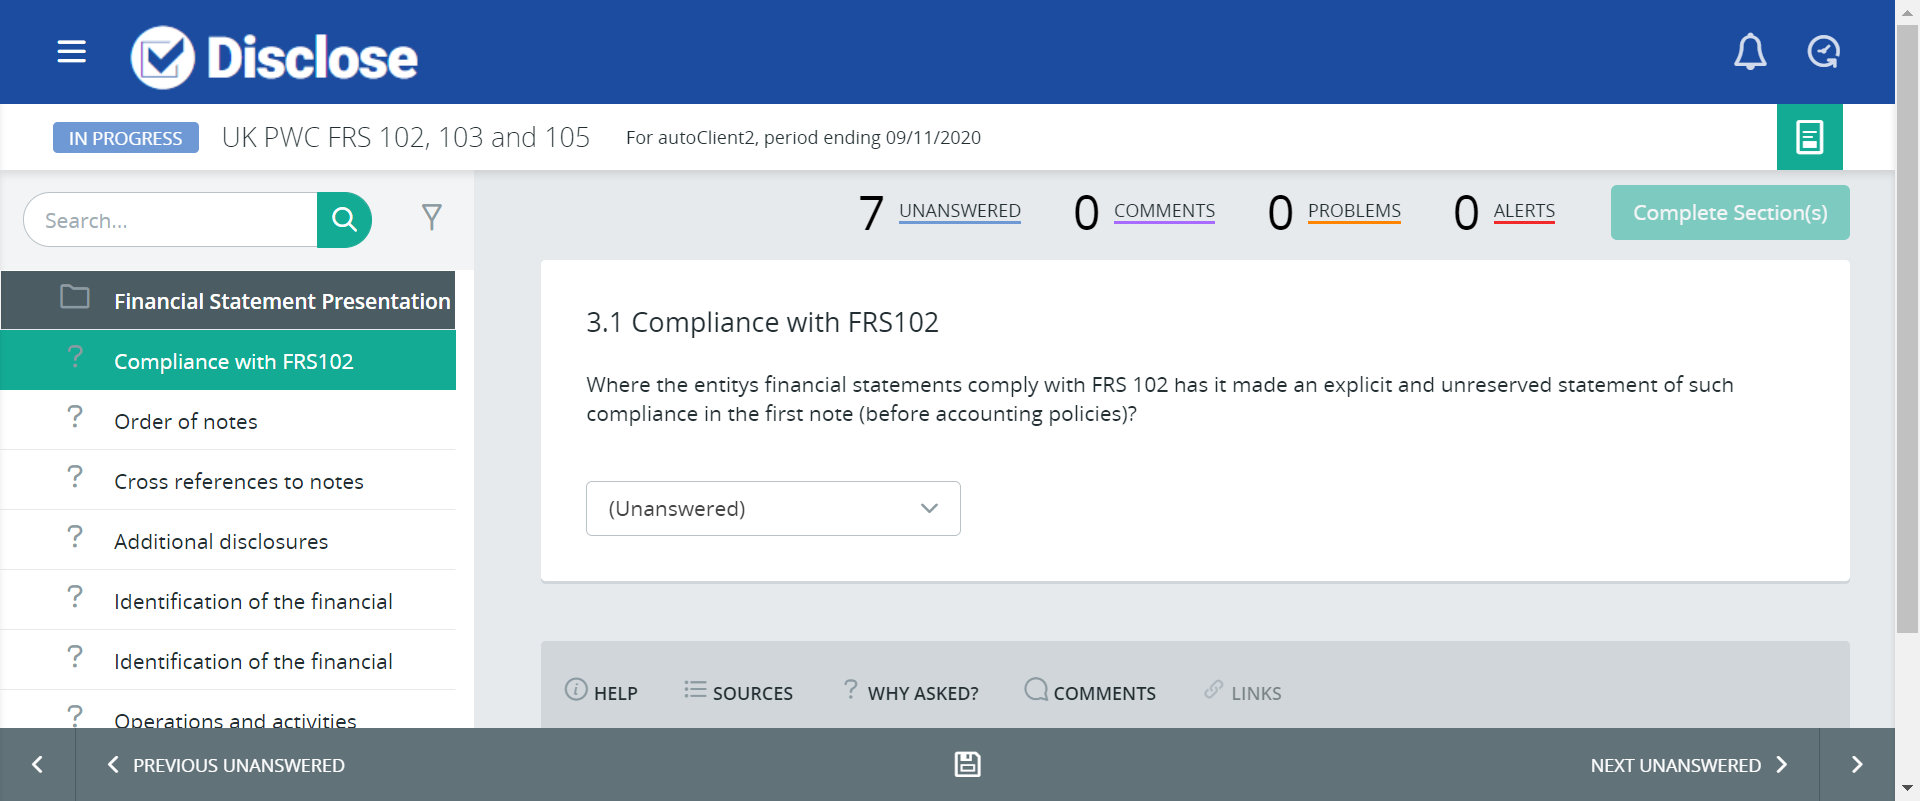 Disclose
IN PROGRESS UK PWC FRS 102, 103 and 105 For autoClient2, period ending 09/11/2020
Search...
7 UNANSWERED 0 COMMENTS 0 PROBLEMS 0 ALERTS Complete Section(s)
Financial Statement Presentation
Compliance with FRS102
Order of notes
Cross references to notes
Additional disclosures
Identification of the financial
Identification of the financial
Operations and activities
3.1 Compliance with FRS102
Where the entitys financial statements comply with FRS 102 has it made an explicit and unreserved statement of such
compliance in the first note (before accounting policies)?
(Unanswered)
HELP SOURCES WHY ASKED? COMMENTS LINKS
PREVIOUS UNANSWERED NEXT UNANSWERED